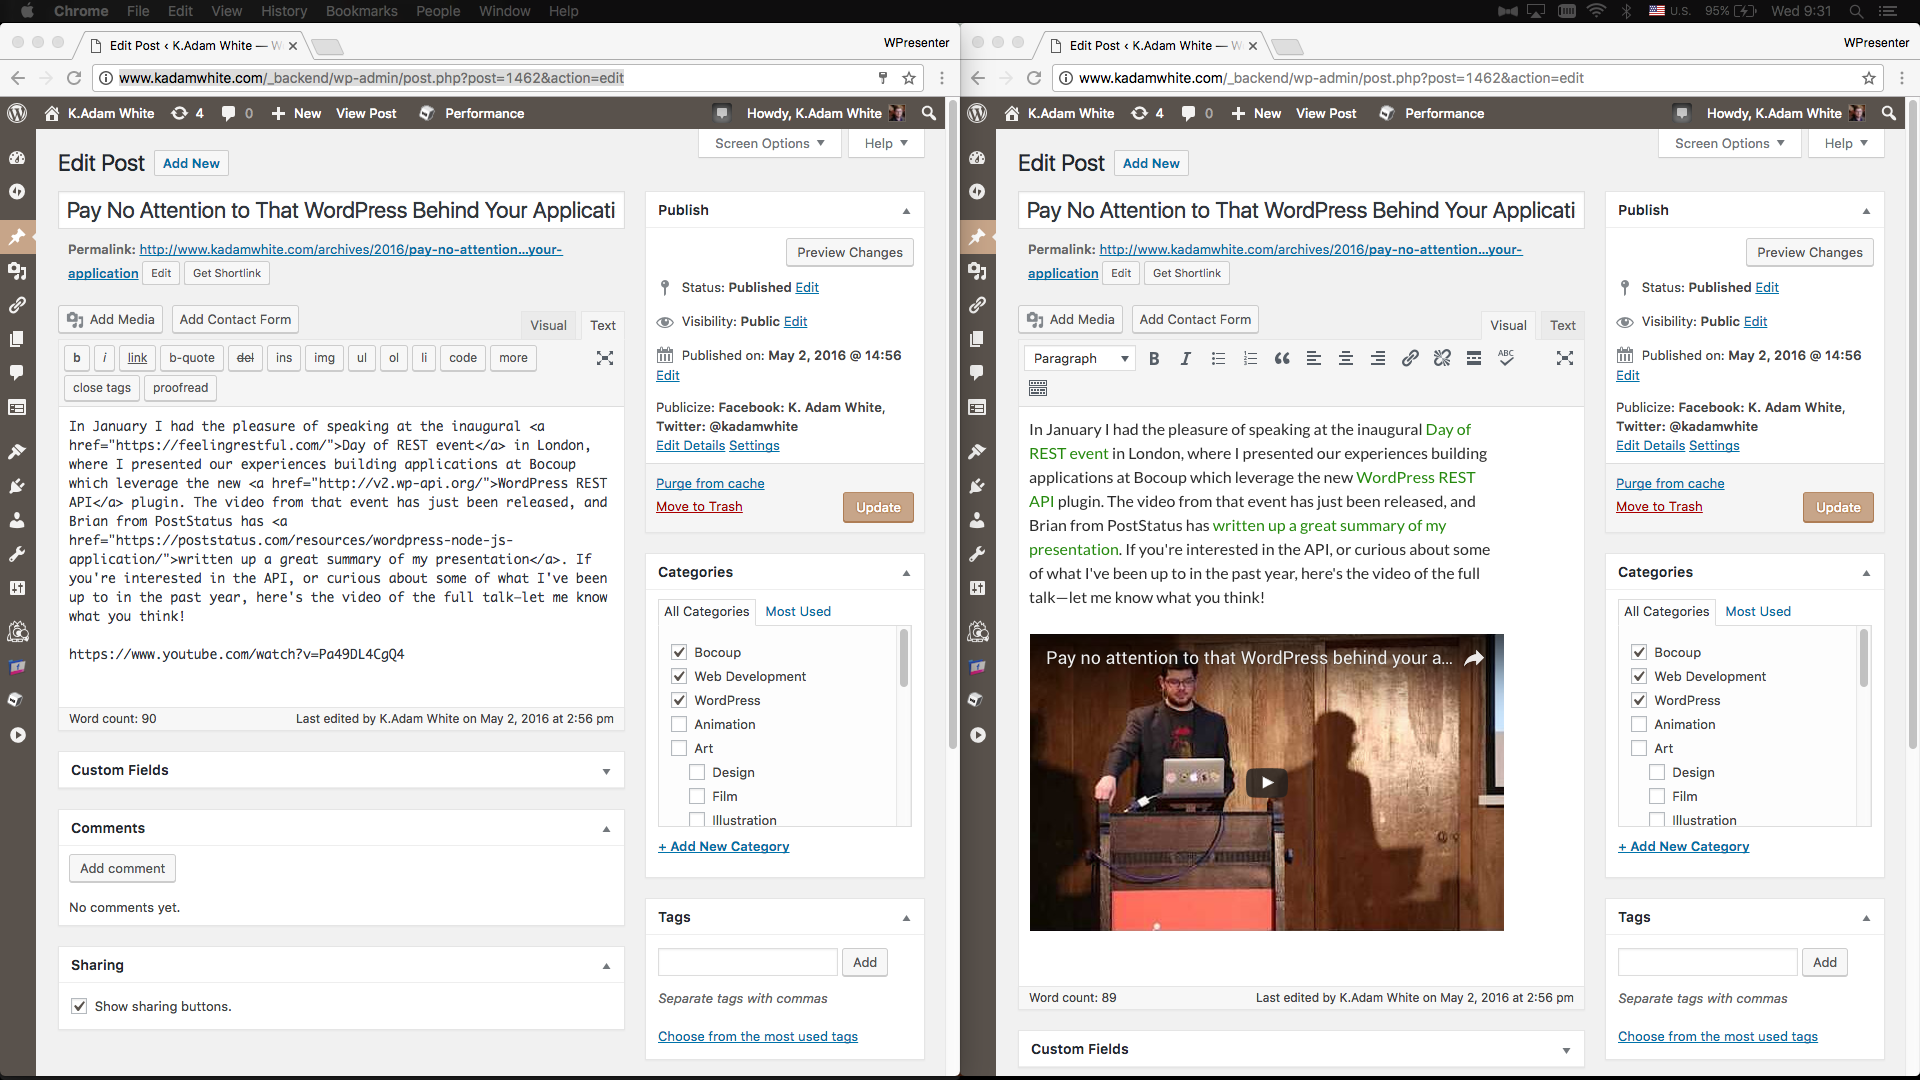 Chrome File Edit View History Bookmarks People Window Help
U.S. 95% Wed 9:31
Edit Post ‹ K.Adam White — W
WPresenter
www.kadamwhite.com/_backend/wp-admin/post.php?post=1462&action=edit
K.Adam White 4 0 New View Post Performance Howdy, K.Adam White
Screen Options Help
Edit Post Add New
Pay No Attention to That WordPress Behind Your Applicati
Permalink: http://www.kadamwhite.com/archives/2016/pay-no-attention…your-
application Edit Get Shortlink
Add Media Add Contact Form
Visual Text
b i link b-quote del ins img ul ol li code more
close tags proofread
In January I had the pleasure of speaking at the inaugural <a
href="https://feelingrestful.com/">Day of REST event</a> in London,
where I presented our experiences building applications at Bocoup
which leverage the new <a href="http://v2.wp-api.org/">WordPress REST
API</a> plugin. The video from that event has just been released, and
Brian from PostStatus has <a
href="https://poststatus.com/resources/wordpress-node-js-
application/">written up a great summary of my presentation</a>. If
you're interested in the API, or curious about some of what I've been
up to in the past year, here's the video of the full talk—let me know
what you think!
https://www.youtube.com/watch?v=Pa49DL4CgQ4
Word count: 90 Last edited by K.Adam White on May 2, 2016 at 2:56 pm
Custom Fields
Comments
Add comment
No comments yet.
Sharing
Show sharing buttons.
Publish
Preview Changes
Status: Published Edit
Visibility: Public Edit
Published on: May 2, 2016 @ 14:56
Edit
Publicize: Facebook: K. Adam White,
Twitter: @kadamwhite
Edit Details Settings
Purge from cache
Move to Trash
Update
Categories
All Categories Most Used
Bocoup
Web Development
WordPress
Animation
Art
Design
Film
Illustration
+ Add New Category
Tags
Add
Separate tags with commas
Choose from the most used tags
Edit Post ‹ K.Adam White — W
WPresenter
www.kadamwhite.com/_backend/wp-admin/post.php?post=1462&action=edit
K.Adam White 4 0 New View Post Performance Howdy, K.Adam White
Screen Options Help
Edit Post Add New
Pay No Attention to That WordPress Behind Your Applicati
Permalink: http://www.kadamwhite.com/archives/2016/pay-no-attention…your-
application Edit Get Shortlink
Add Media Add Contact Form
Visual Text
Paragraph B I ABC
In January I had the pleasure of speaking at the inaugural Day of
REST event in London, where I presented our experiences building
applications at Bocoup which leverage the new WordPress REST
API plugin. The video from that event has just been released, and
Brian from PostStatus has written up a great summary of my
presentation. If you're interested in the API, or curious about some
of what I've been up to in the past year, here's the video of the full
talk—let me know what you think!
Pay no attention to that WordPress behind your a...
Word count: 89 Last edited by K.Adam White on May 2, 2016 at 2:56 pm
Custom Fields
Publish
Preview Changes
Status: Published Edit
Visibility: Public Edit
Published on: May 2, 2016 @ 14:56
Edit
Publicize: Facebook: K. Adam White,
Twitter: @kadamwhite
Edit Details Settings
Purge from cache
Move to Trash
Update
Categories
All Categories Most Used
Bocoup
Web Development
WordPress
Animation
Art
Design
Film
Illustration
+ Add New Category
Tags
Add
Separate tags with commas
Choose from the most used tags